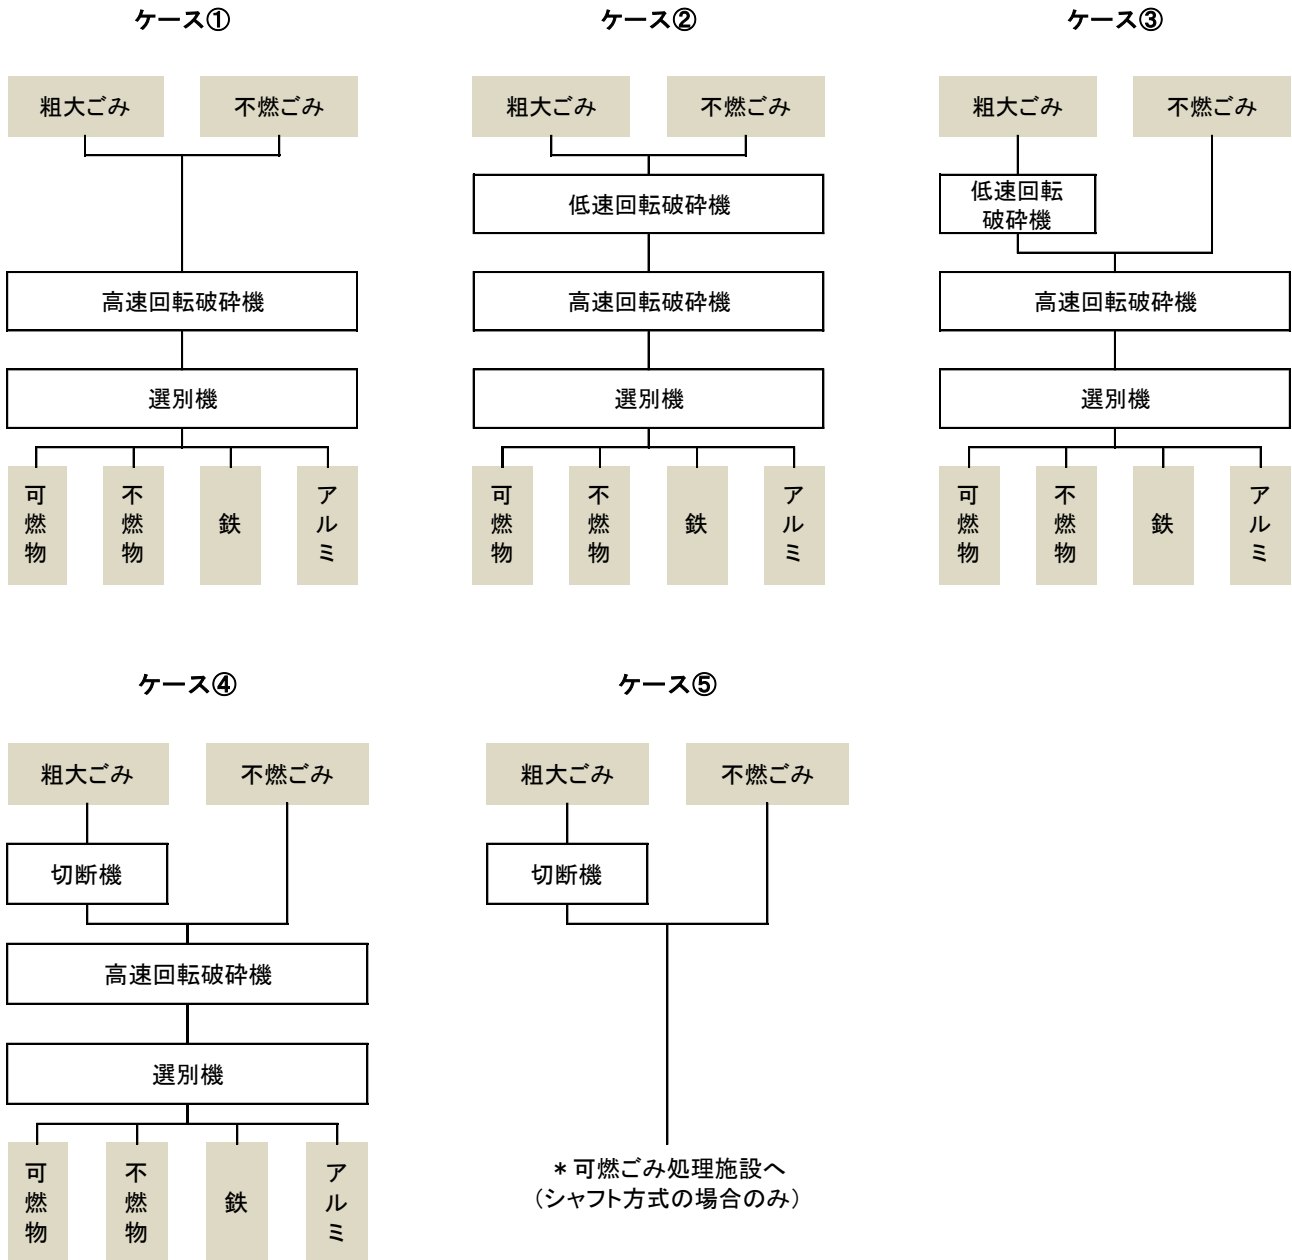 ケース①
粗大ごみ
不燃ごみ
高速回転破砕機
選別機
可燃物
不燃物
鉄
アルミ
ケース②
粗大ごみ
不燃ごみ
低速回転破砕機
高速回転破砕機
選別機
可燃物
不燃物
鉄
アルミ
ケース③
粗大ごみ
不燃ごみ
低速回転
破砕機
高速回転破砕機
選別機
可燃物
不燃物
鉄
アルミ
ケース④
粗大ごみ
不燃ごみ
切断機
高速回転破砕機
選別機
可燃物
不燃物
鉄
アルミ
ケース⑤
粗大ごみ
不燃ごみ
切断機
*可燃ごみ処理施設へ
(シャフト方式の場合のみ)